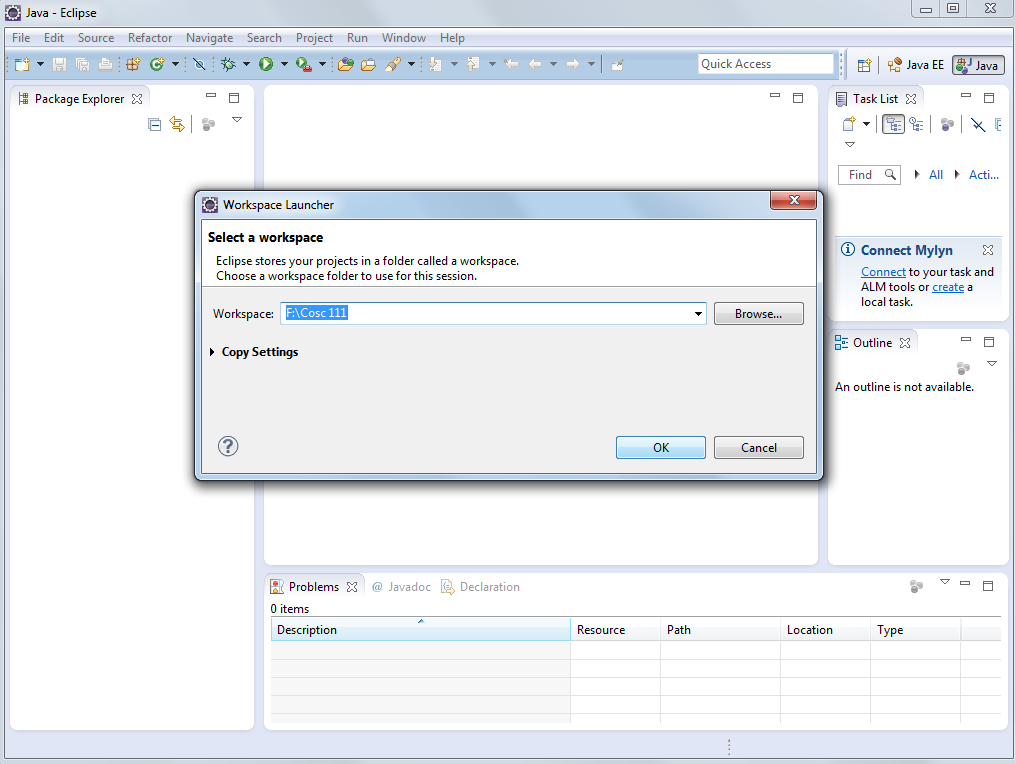 Java - Eclipse
File Edit Source Refactor Navigate Search Project Run Window Help
Quick Access
Java EE
Java
Package Explorer
Task List
Find
All
Acti...
Connect Mylyn
Connect to your task and
ALM tools or create a
local task.
Outline
An outline is not available.
Workspace Launcher
Select a workspace
Eclipse stores your projects in a folder called a workspace.
Choose a workspace folder to use for this session.
Workspace: F:\Cosc 111 Browse...
Copy Settings
?
OK Cancel
Problems @ Javadoc Declaration
0 items
Description Resource Path Location Type